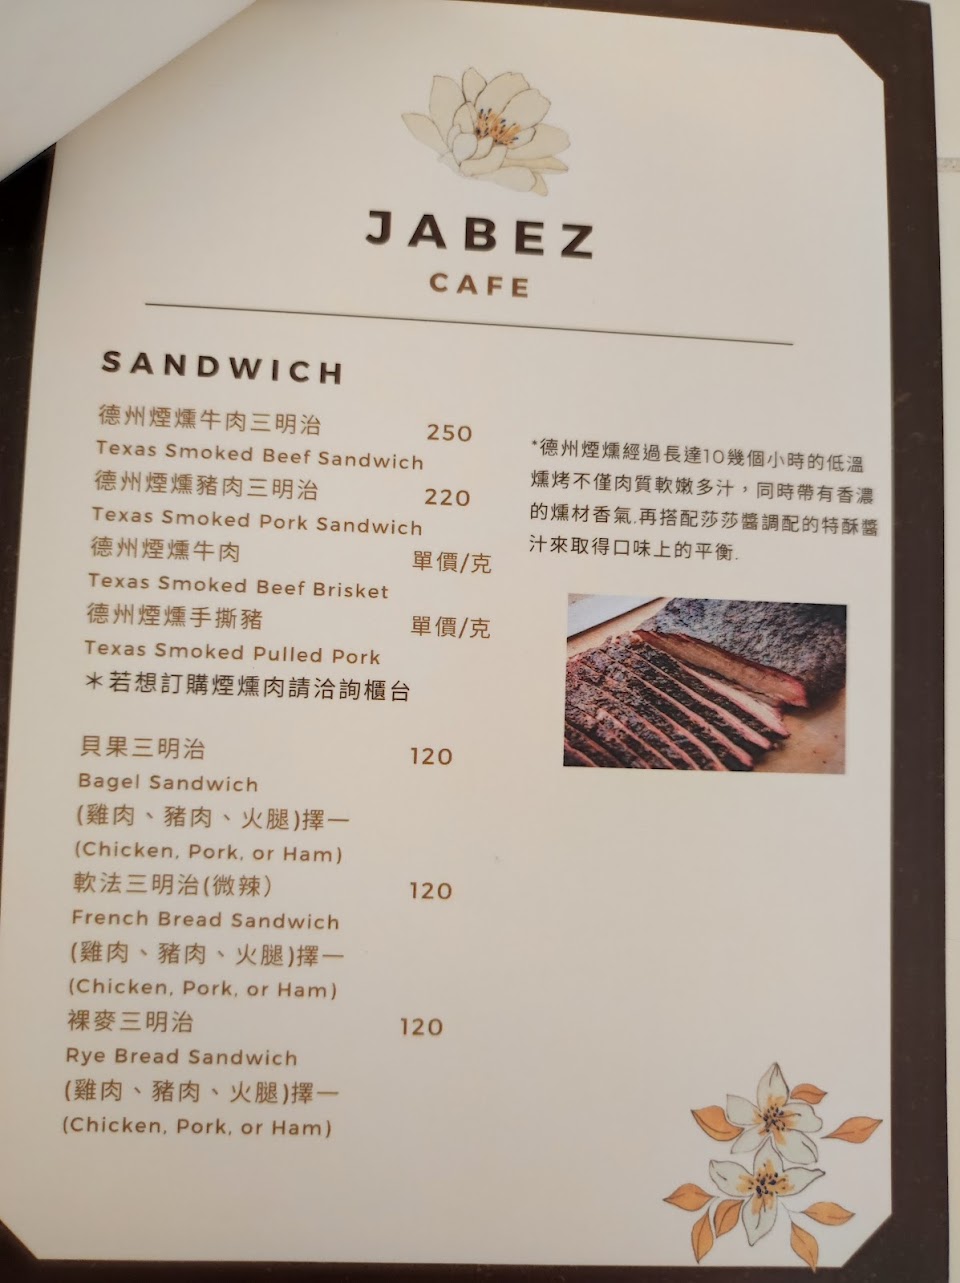 JABEZ
CAFE
SANDWICH
德州煙燻牛肉三明治 250
Texas Smoked Beef Sandwich
德州煙燻豬肉三明治 220
Texas Smoked Pork Sandwich
德州煙燻牛肉 單價/克
Texas Smoked Beef Brisket
德州煙燻手撕豬 單價/克
Texas Smoked Pulled Pork
＊若想訂購煙燻肉請洽詢櫃台
貝果三明治 120
Bagel Sandwich
(雞肉、豬肉、火腿)擇一
(Chicken, Pork, or Ham)
軟法三明治(微辣） 120
French Bread Sandwich
(雞肉、豬肉、火腿)擇一
(Chicken, Pork, or Ham)
裸麥三明治 120
Rye Bread Sandwich
(雞肉、豬肉、火腿)擇一
(Chicken, Pork, or Ham)
*德州煙燻經過長達10幾個小時的低溫
燻烤不僅肉質軟嫩多汁，同時帶有香濃
的燻材香氣.再搭配莎莎醬調配的特酥醬
汁來取得口味上的平衡.